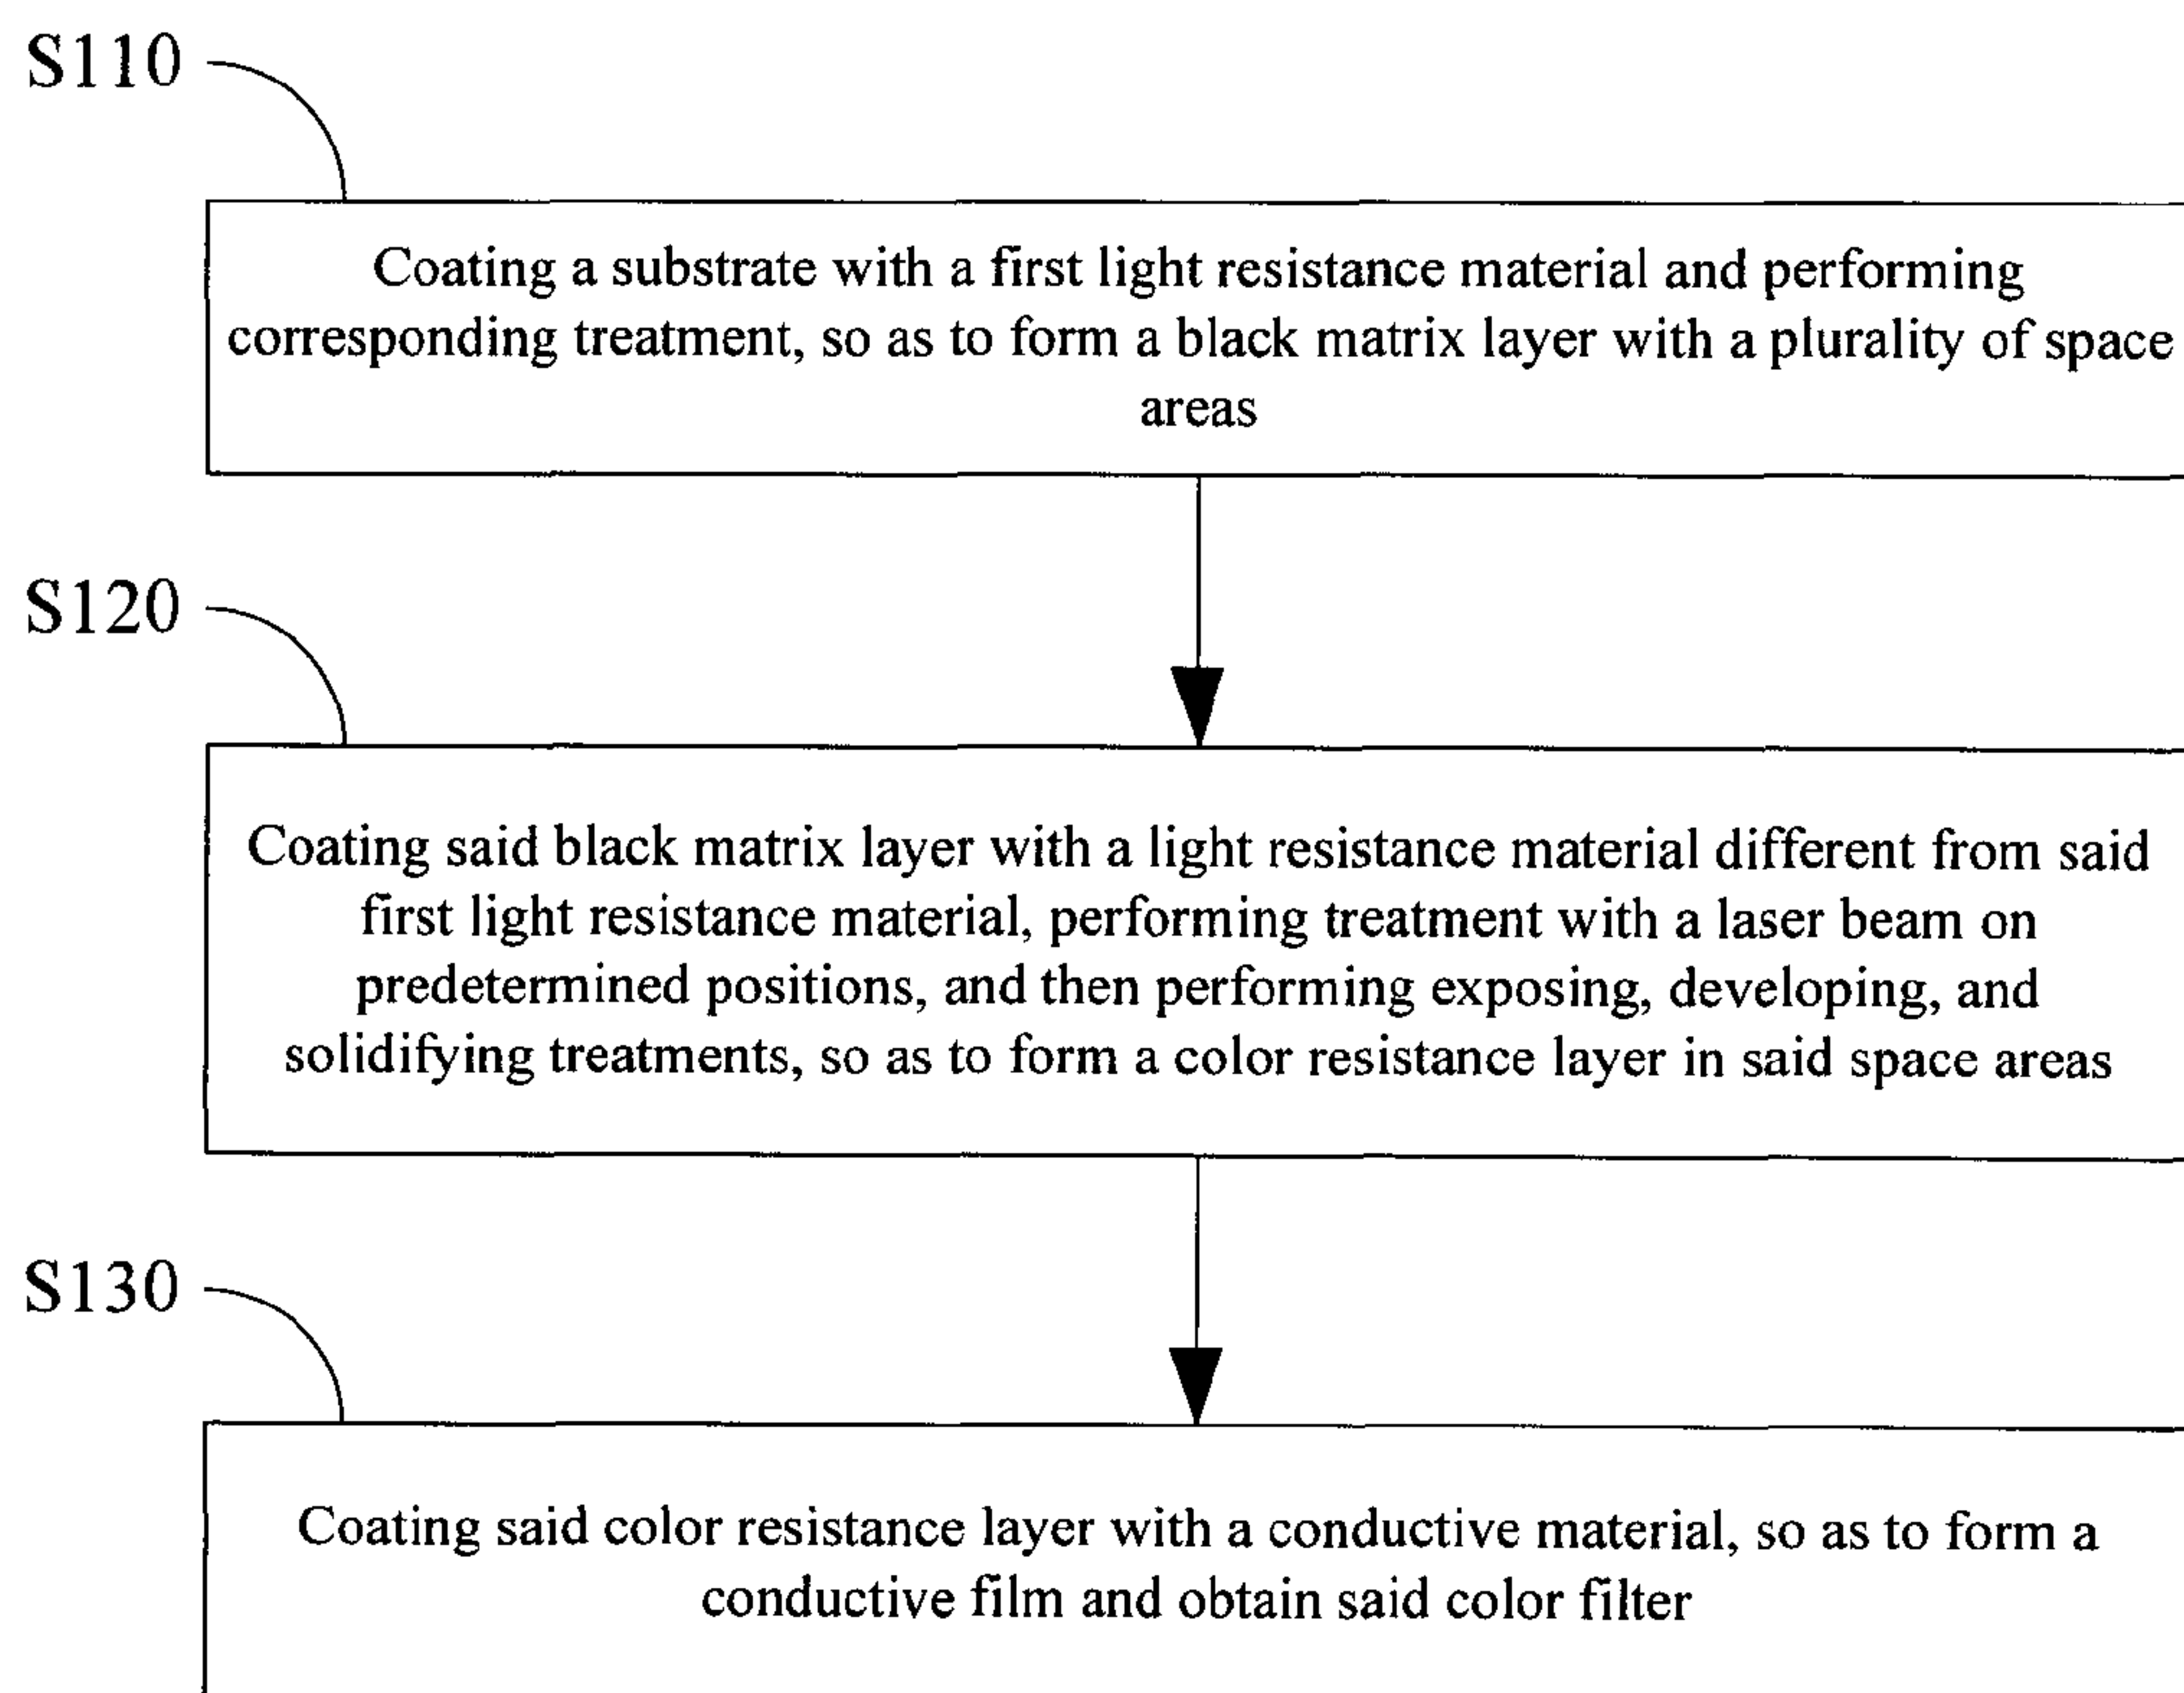 S110
Coating a substrate with a first light resistance material and performing
corresponding treatment, so as to form a black matrix layer with a plurality of space
areas
S120
Coating said black matrix layer with a light resistance material different from said
first light resistance material, performing treatment with a laser beam on
predetermined positions, and then performing exposing, developing, and
solidifying treatments, so as to form a color resistance layer in said space areas
S130
Coating said color resistance layer with a conductive material, so as to form a
conductive film and obtain said color filter